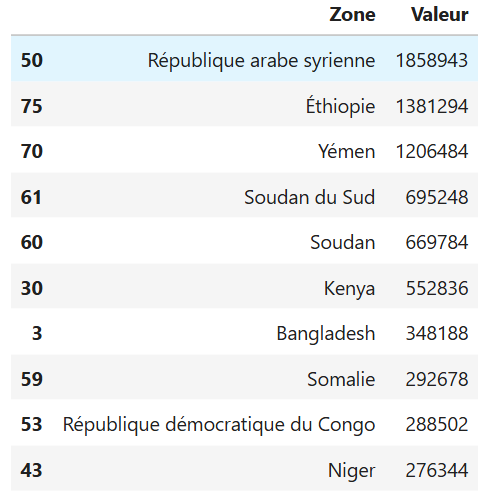 Zone Valeur
50 République arabe syrienne 1858943
75 Éthiopie 1381294
70 Yémen 1206484
61 Soudan du Sud 695248
60 Soudan 669784
30 Kenya 552836
3 Bangladesh 348188
59 Somalie 292678
53 République démocratique du Congo 288502
43 Niger 276344